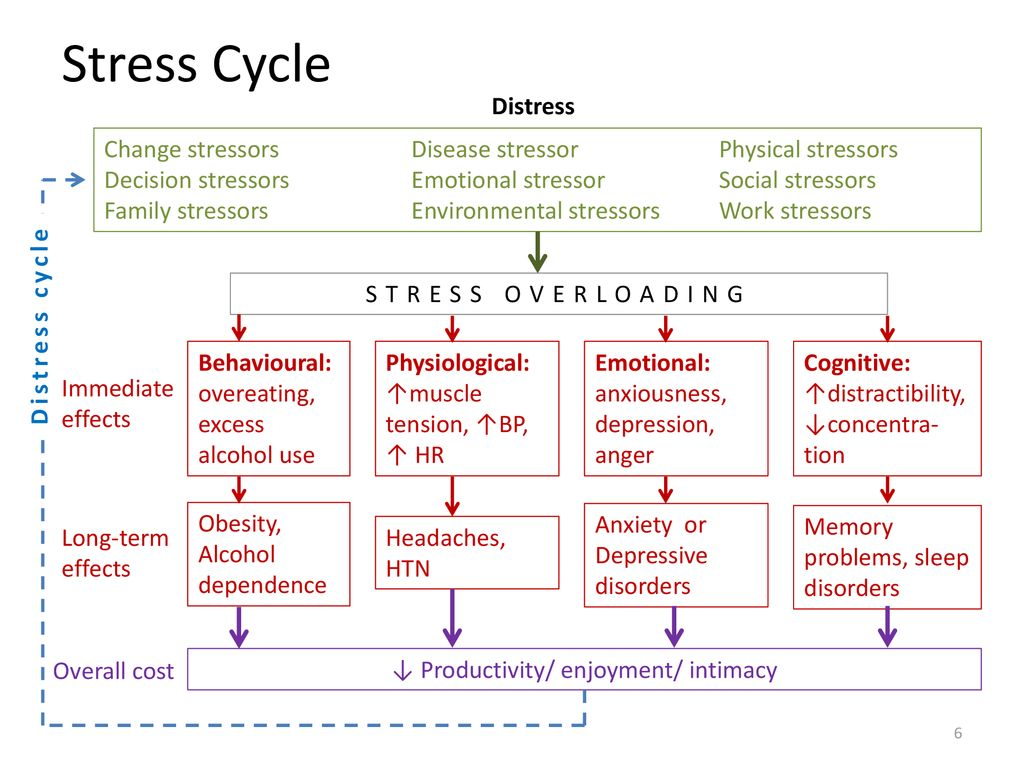 Stress Cycle
Distress
Change stressors
Decision stressors
Family stressors
Disease stressor
Emotional stressor
Environmental stressors
Physical stressors
Social stressors
Work stressors
Distress cycle
STRESS OVERLOADING
Immediate
effects
Behavioural:
overeating,
excess
alcohol use
Physiological:
↑muscle
tension, ↑BP,
↑ HR
Emotional:
anxiousness,
depression,
anger
Cognitive:
↑distractibility,
↓concentra-
tion
Long-term
effects
Obesity,
Alcohol
dependence
Headaches,
HTN
Anxiety or
Depressive
disorders
Memory
problems, sleep
disorders
Overall cost
↓ Productivity/ enjoyment/ intimacy
6